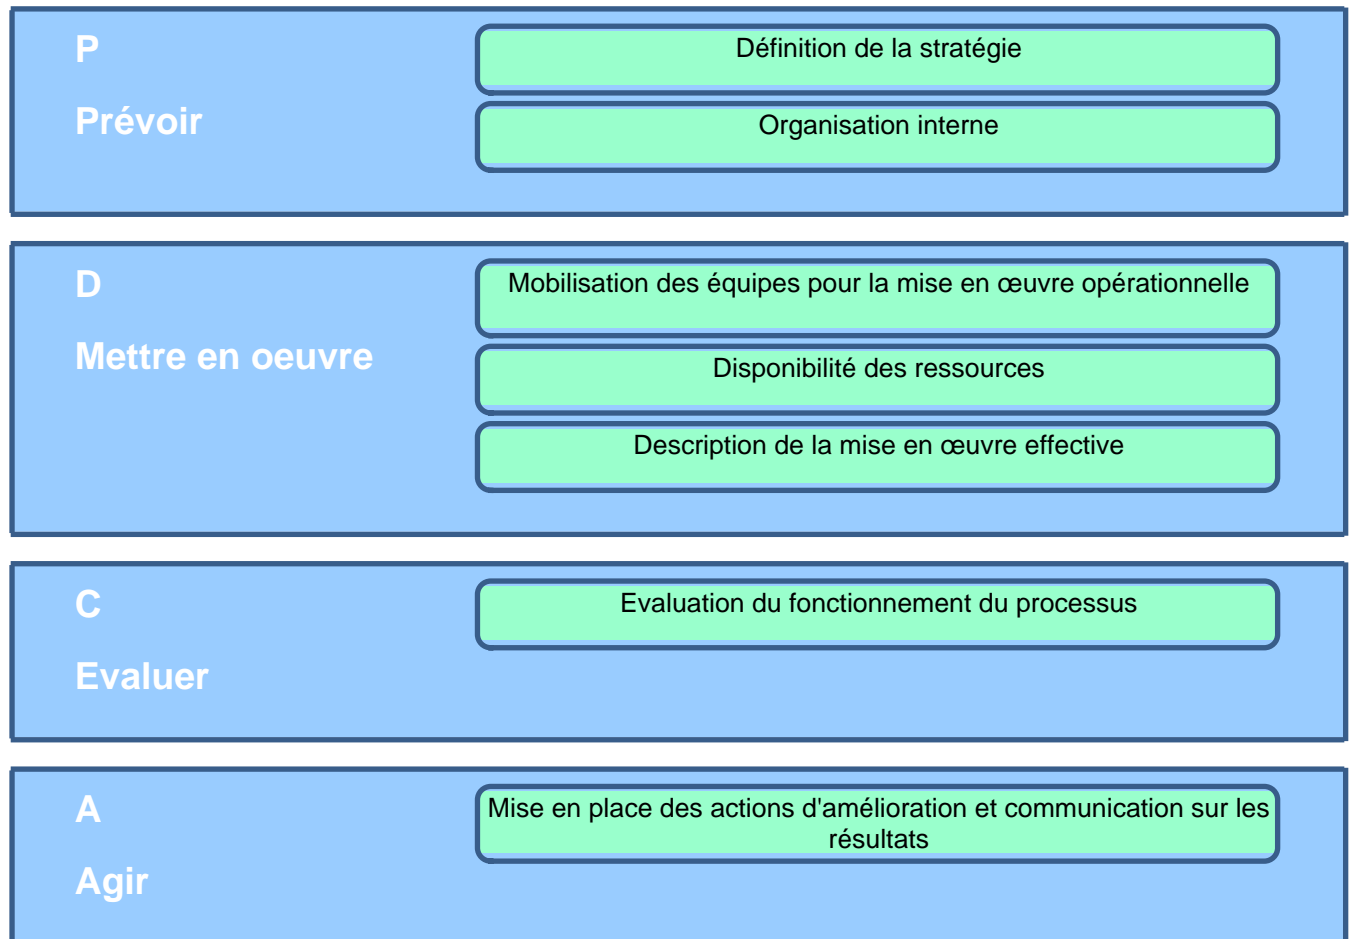 P
Prévoir
Définition de la stratégie
Organisation interne
D
Mettre en oeuvre
Mobilisation des équipes pour la mise en œuvre opérationnelle
Disponibilité des ressources
Description de la mise en œuvre effective
C
Evaluer
Evaluation du fonctionnement du processus
A
Agir
Mise en place des actions d'amélioration et communication sur les
résultats